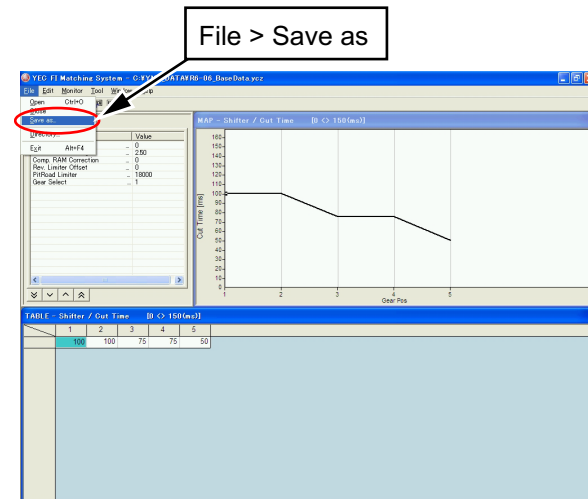 File > Save as
YEC FI Matching System - C:¥Y DATA¥R6-06_BaseData.ycz
File Edit Monitor Tool
Open Ctrl+O
Close
Save as..
Directory..
Exit Alt+F4
Value
0
2.50
Comp. RAM Correction 0
Rev. Limiter Offset 0
PitRoad Limiter 18000
Gear Select 1
MAP - Shifter / Cut Time [0 <> 150(ms)]
160
150
140
130
120
110
100
90
80
70
60
50
40
30
20
10
0
Cut Time [ms]
1 2 3 4 5
Gear Pos
TABLE - Shifter / Cut Time [0 <> 150(ms)]
1 2 3 4 5
100 100 75 75 50